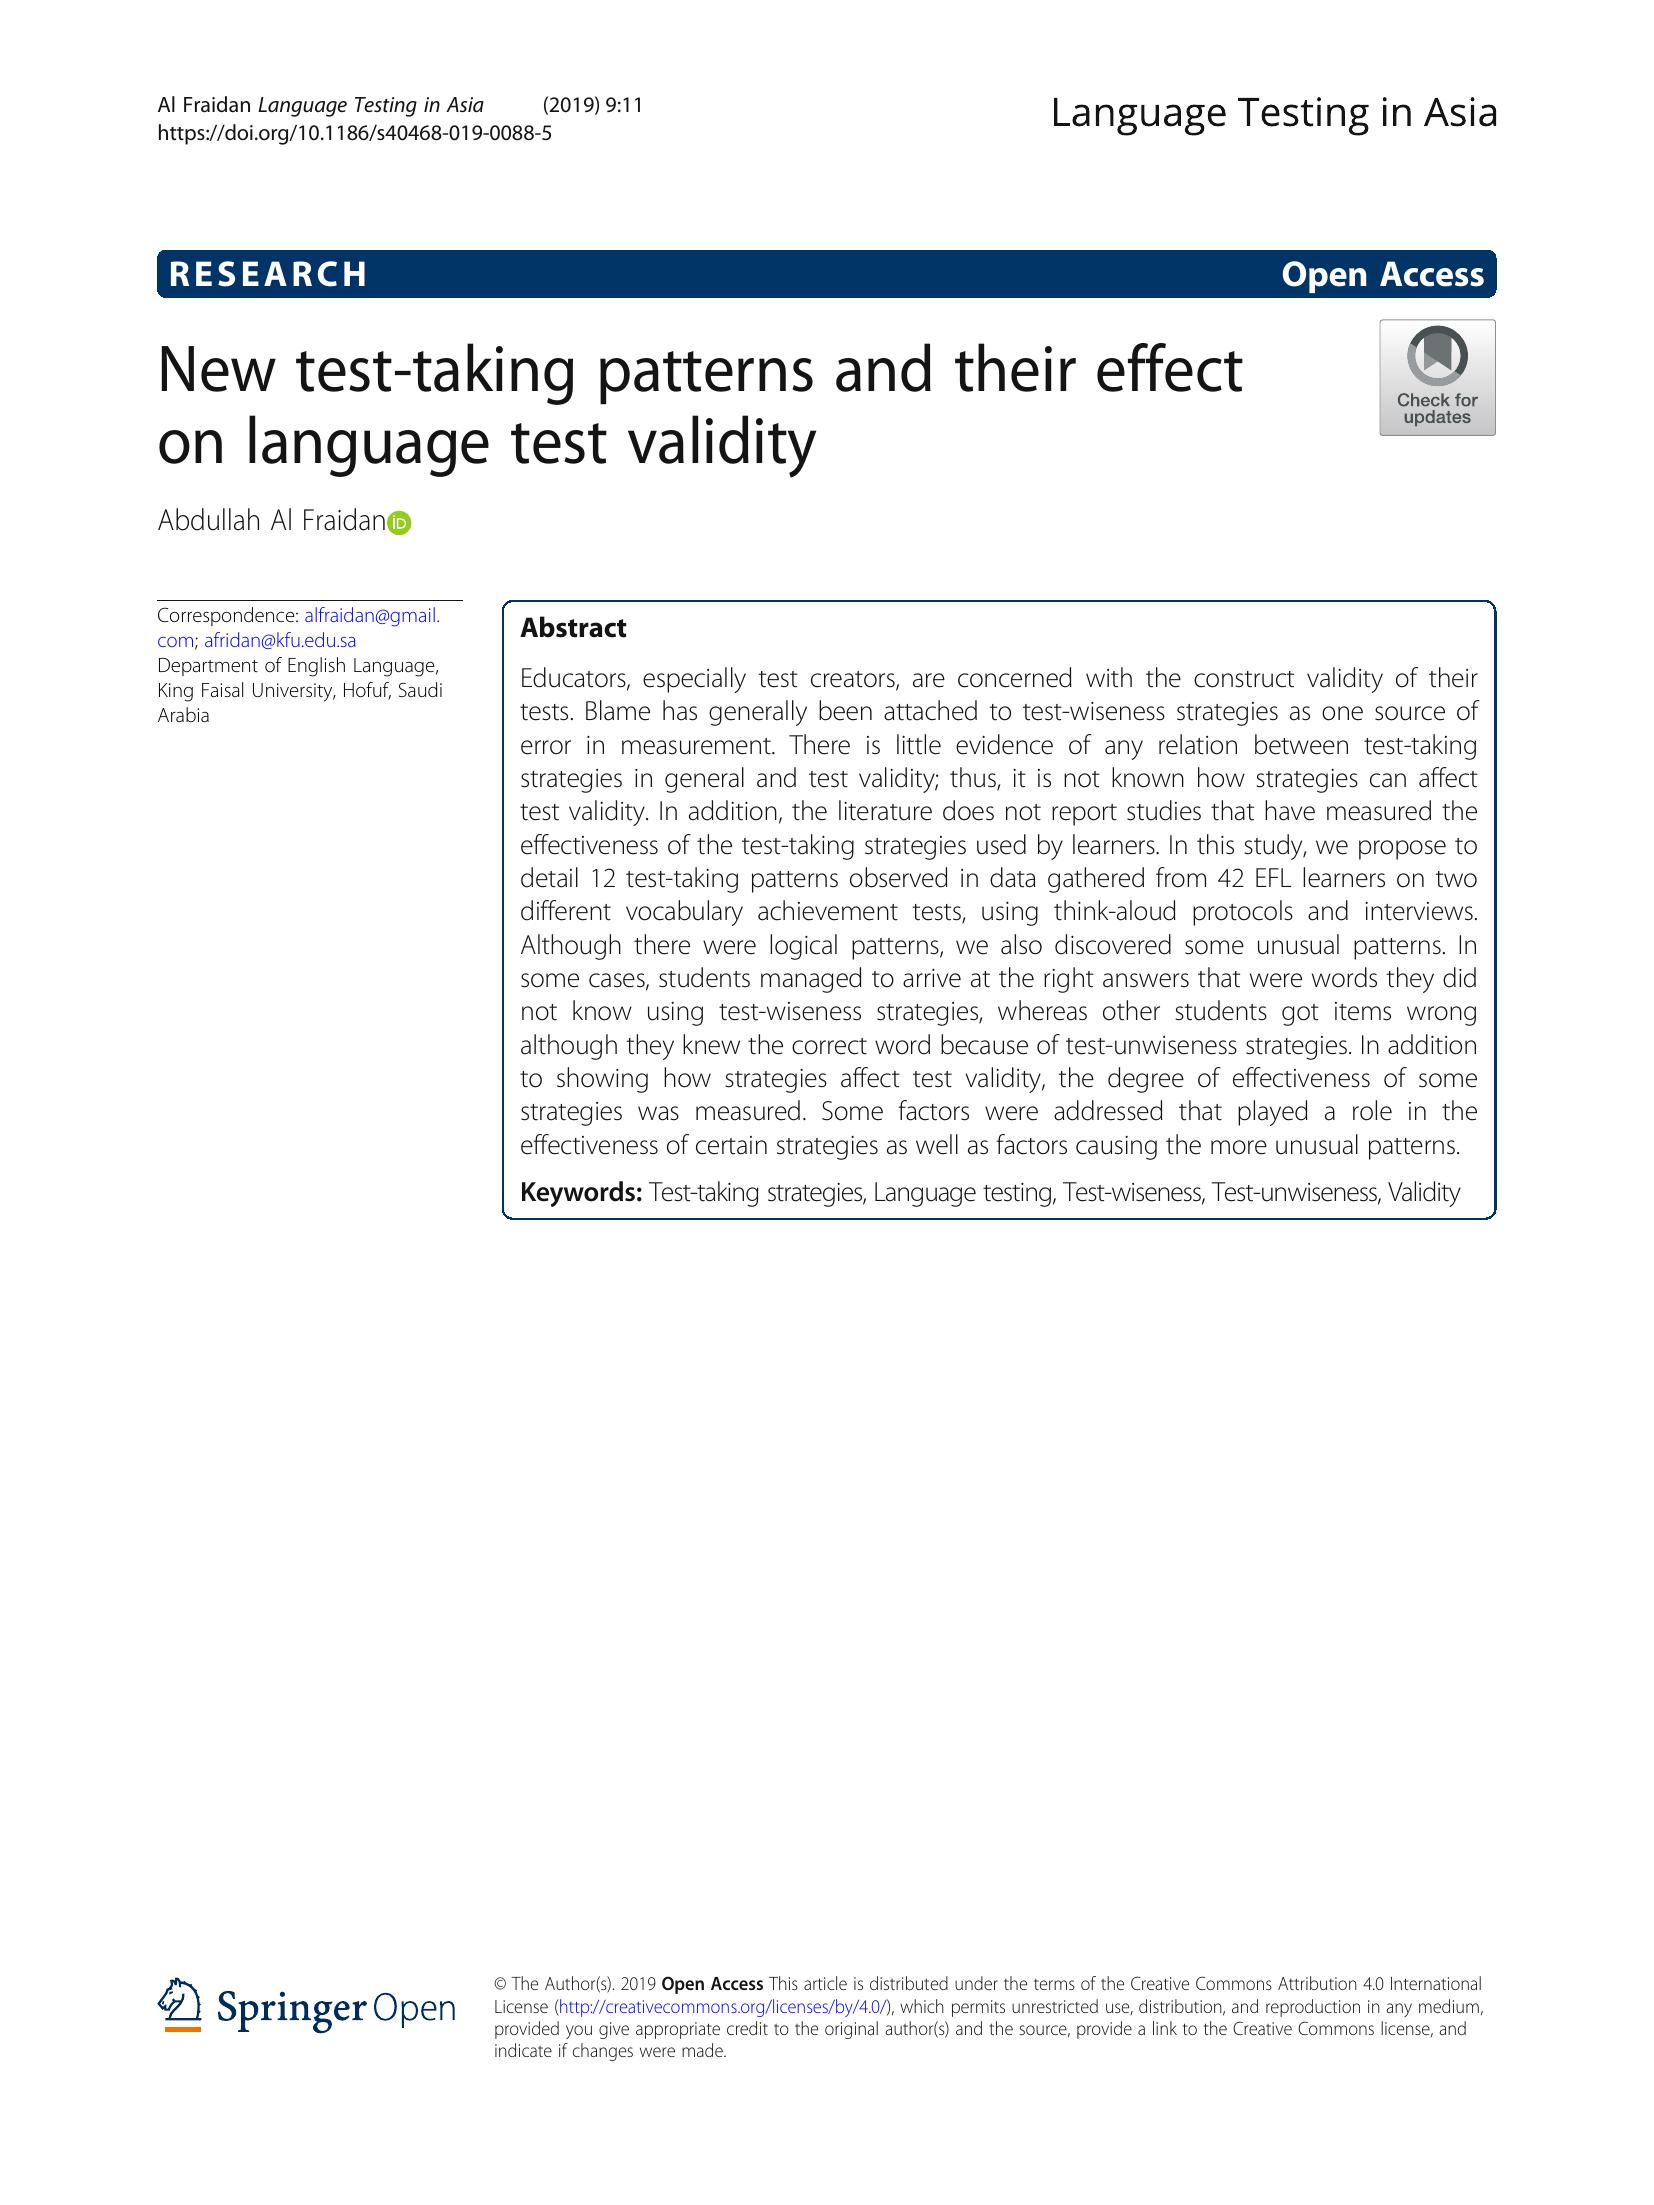 Al Fraidan Language Testing in Asia (2019) 9:11
https://doi.org/10.1186/s40468-019-0088-5
Language Testing in Asia
RESEARCH
Open Access
New test-taking patterns and their effect
on language test validity
Check for
updates
Abdullah Al Fraidan iD
Correspondence: alfraidan@gmail.
com; afridan@kfu.edu.sa
Department of English Language,
King Faisal University, Hofuf, Saudi
Arabia
Abstract
Educators, especially test creators, are concerned with the construct validity of their
tests. Blame has generally been attached to test-wiseness strategies as one source of
error in measurement. There is little evidence of any relation between test-taking
strategies in general and test validity; thus, it is not known how strategies can affect
test validity. In addition, the literature does not report studies that have measured the
effectiveness of the test-taking strategies used by learners. In this study, we propose to
detail 12 test-taking patterns observed in data gathered from 42 EFL learners on two
different vocabulary achievement tests, using think-aloud protocols and interviews.
Although there were logical patterns, we also discovered some unusual patterns. In
some cases, students managed to arrive at the right answers that were words they did
not know using test-wiseness strategies, whereas other students got items wrong
although they knew the correct word because of test-unwiseness strategies. In addition
to showing how strategies affect test validity, the degree of effectiveness of some
strategies was measured. Some factors were addressed that played a role in the
effectiveness of certain strategies as well as factors causing the more unusual patterns.
Keywords: Test-taking strategies, Language testing, Test-wiseness, Test-unwiseness, Validity
Springer Open
© The Author(s). 2019 Open Access This article is distributed under the terms of the Creative Commons Attribution 4.0 International
License (http://creativecommons.org/licenses/by/4.0/), which permits unrestricted use, distribution, and reproduction in any medium,
provided you give appropriate credit to the original author(s) and the source, provide a link to the Creative Commons license, and
indicate if changes were made.